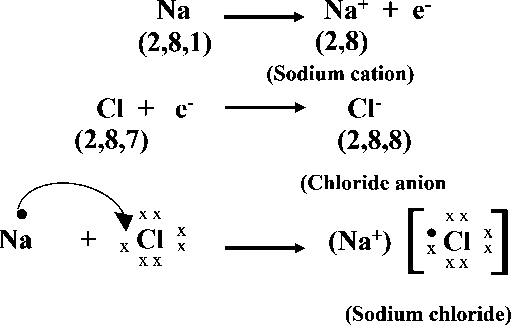 Na ⟶ Na⁺ + e⁻
(2,8,1) (2,8)
(Sodium cation)
Cl + e⁻ ⟶ Cl⁻
(2,8,7) (2,8,8)
(Chloride anion
x x x x
Na + x Cl x x ⟶ (Na⁺) [ • x Cl x x ]
x x x x
(Sodium chloride)